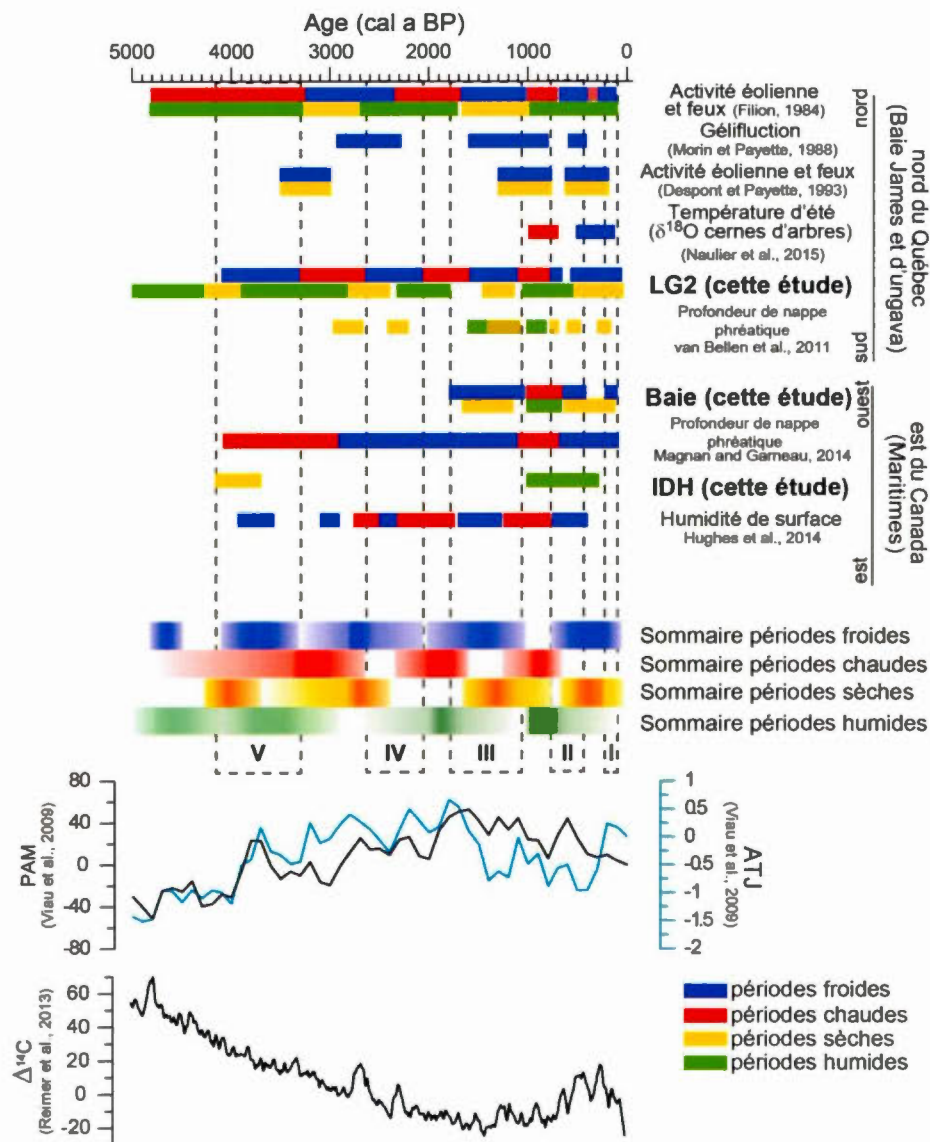 Age (cal a BP)
5000 4000 3000 2000 1000 0
Activité éolienne
et feux (Filion, 1984)
Gélifluction
(Morin et Payette, 1988)
Activité éolienne et feux
(Despont et Payette, 1993)
Température d'été
(δ¹⁸O cernes d'arbres)
(Naulier et al., 2015)
LG2 (cette étude)
Profondeur de nappe
phréatique
van Bellen et al., 2011
nord
sud
nord du Québec
(Baie James et d'ungava)
Baie (cette étude)
Profondeur de nappe
phréatique
Magnan and Garneau, 2014
IDH (cette étude)
Humidité de surface
Hughes et al., 2014
ouest
est
est du Canada
(Maritimes)
Sommaire périodes froides
Sommaire périodes chaudes
Sommaire périodes sèches
Sommaire périodes humides
V IV III II I
80
40
0
-40
-80
PAM
(Viau et al., 2009)
1
0.5
0
-0.5
-1
-1.5
-2
ATJ
(Viau et al., 2009)
60
40
20
0
-20
Δ¹⁴C
(Reimer et al., 2013)
périodes froides
périodes chaudes
périodes sèches
périodes humides